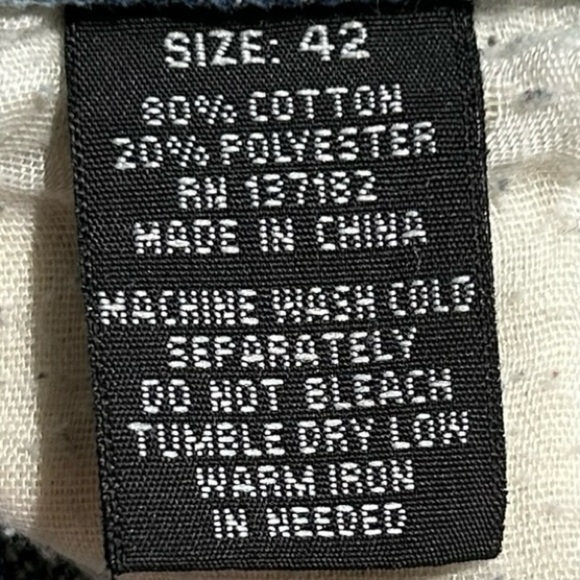 SIZE: 42
80% COTTON
20% POLYESTER
RN 137182
MADE IN CHINA
MACHINE WASH COLD
SEPARATELY
DO NOT BLEACH
TUMBLE DRY LOW
WARM IRON
IN NEEDED